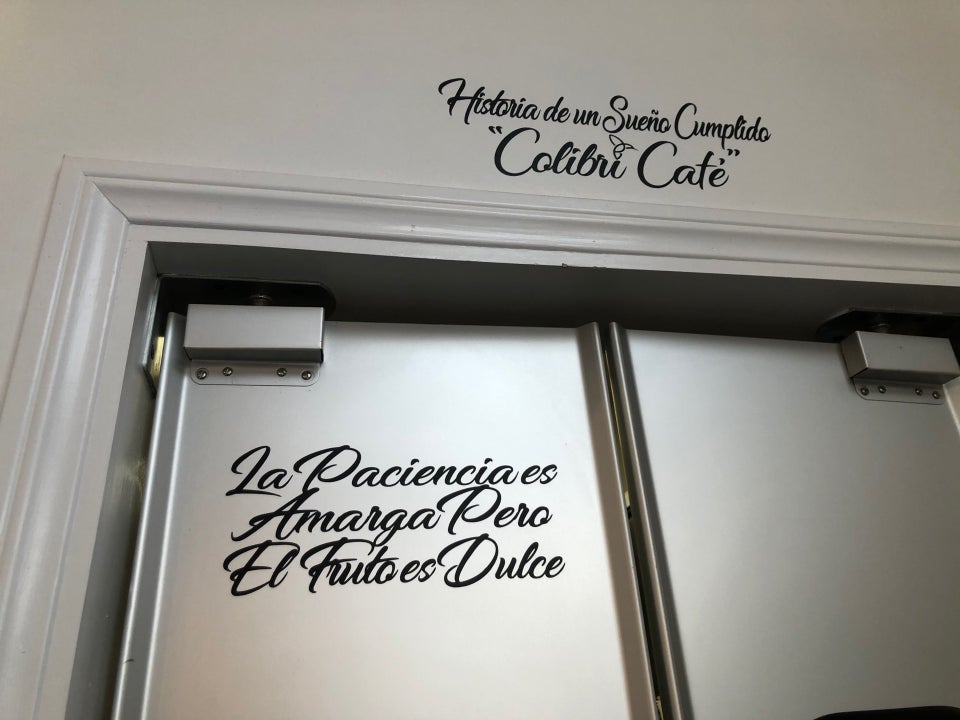 Historia de un Sueño Cumplido
"Colibrí Café"
La Paciencia es
Amarga Pero
El Fruto es Dulce